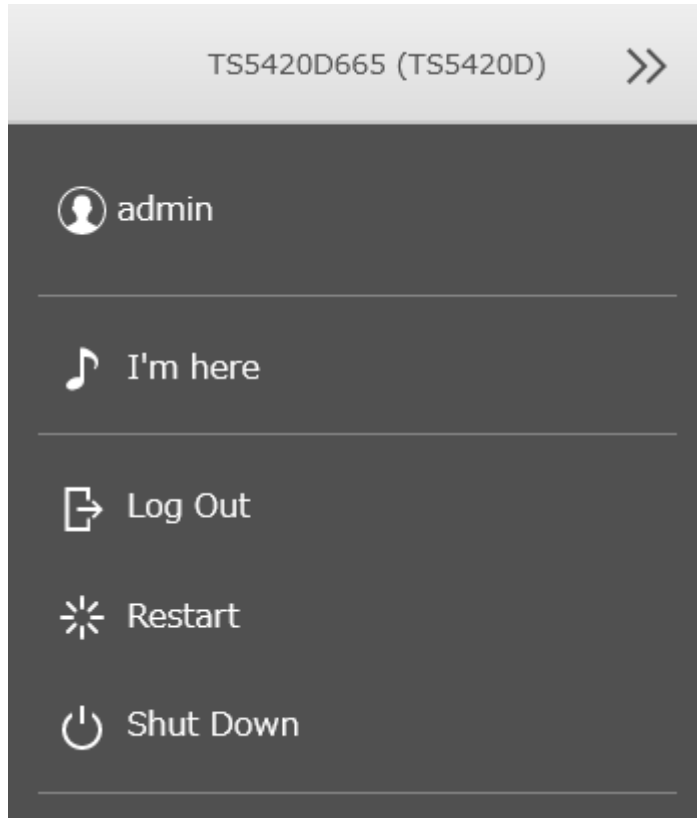 TS5420D665 (TS5420D)
admin
I'm here
Log Out
Restart
Shut Down